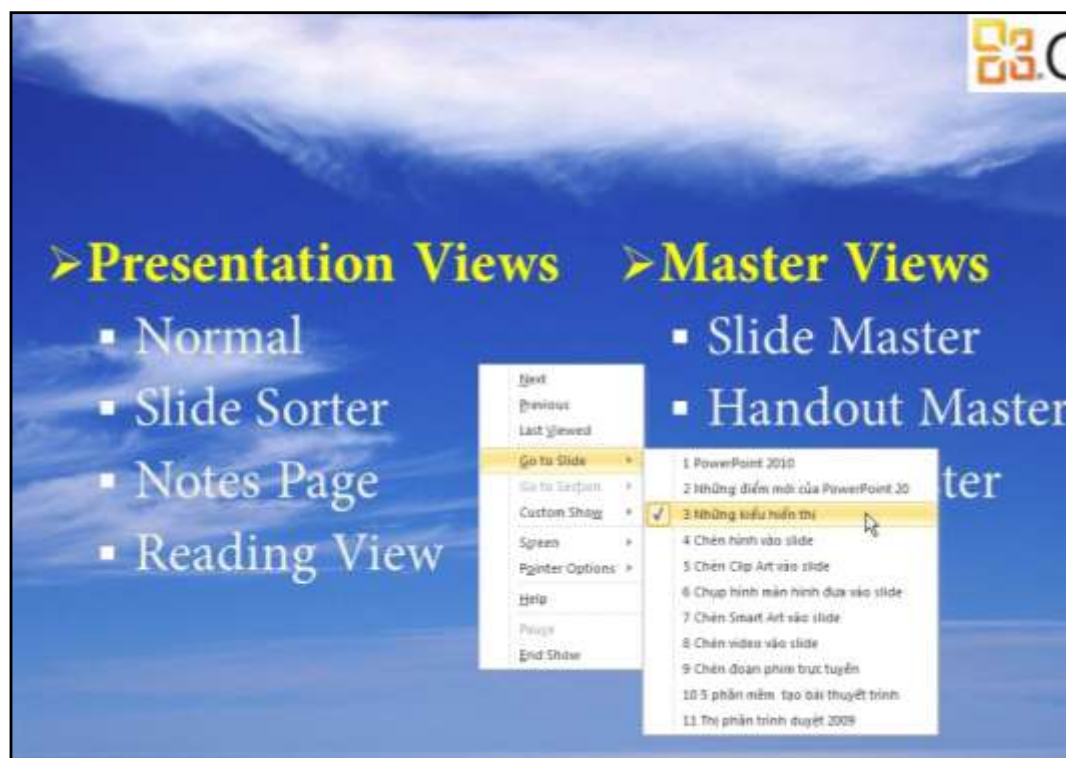 ➢Presentation Views
▪ Normal
▪ Slide Sorter
▪ Notes Page
▪ Reading View
➢Master Views
▪ Slide Master
▪ Handout Master
ter
Next
Previous
Last Viewed
Go to Slide
Go to Section
Custom Show
Screen
Pointer Options
Help
Pause
End Show
1 PowerPoint 2010
2 Những điểm mới của PowerPoint 20
3 Những kiểu hiển thị
4 Chèn hình vào slide
5 Chèn Clip Art vào slide
6 Chụp hình màn hình đưa vào slide
7 Chèn Smart Art vào slide
8 Chèn video vào slide
9 Chèn đoạn phim trực tuyến
10 5 phần mềm tạo bài thuyết trình
11 Thị phần trình duyệt 2009